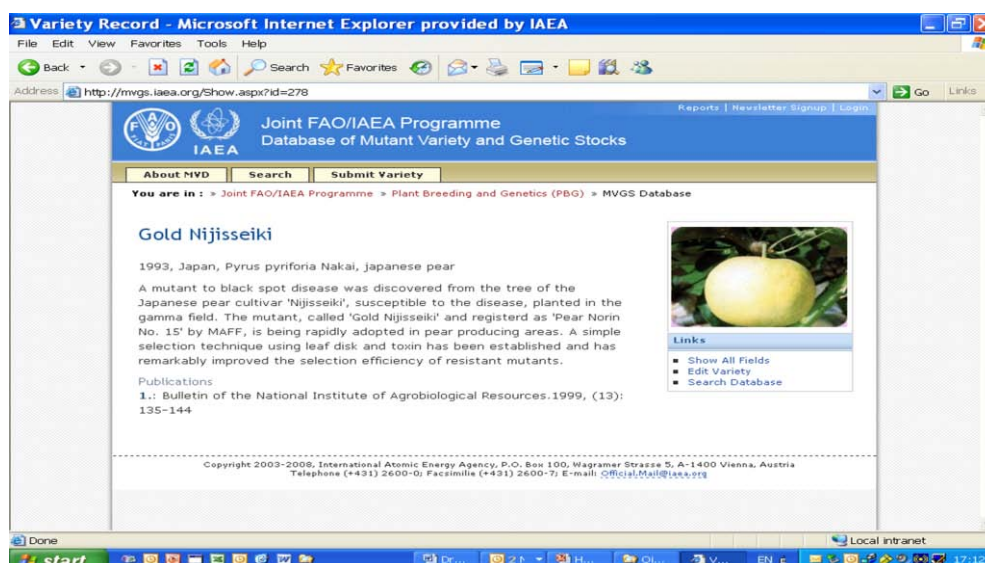 Variety Record - Microsoft Internet Explorer provided by IAEA
File Edit View Favorites Tools Help
Back Search Favorites
Address http://mvgs.iaea.org/Show.aspx?id=278 Go Links
Reports | Newsletter Signup | Login
Joint FAO/IAEA Programme
Database of Mutant Variety and Genetic Stocks
IAEA
About MVD Search Submit Variety
You are in : » Joint FAO/IAEA Programme » Plant Breeding and Genetics (PBG) » MVGS Database
Gold Nijisseiki
1993, Japan, Pyrus pyriforia Nakai, japanese pear
A mutant to black spot disease was discovered from the tree of the
Japanese pear cultivar 'Nijisseiki', susceptible to the disease, planted in the
gamma field. The mutant, called 'Gold Nijisseiki' and registerd as 'Pear Norin
No. 15' by MAFF, is being rapidly adopted in pear producing areas. A simple
selection technique using leaf disk and toxin has been established and has
remarkably improved the selection efficiency of resistant mutants.
Publications
1.: Bulletin of the National Institute of Agrobiological Resources.1999, (13):
135-144
Links
Show All Fields
Edit Variety
Search Database
Copyright 2003-2008, International Atomic Energy Agency, P.O. Box 100, Wagramer Strasse 5, A-1400 Vienna, Austria
Telephone (+431) 2600-0; Facsimilie (+431) 2600-7; E-mail: Official.Mail@iaea.org
Done Local intranet
start Dr... H... Ol... V... EN 17:12